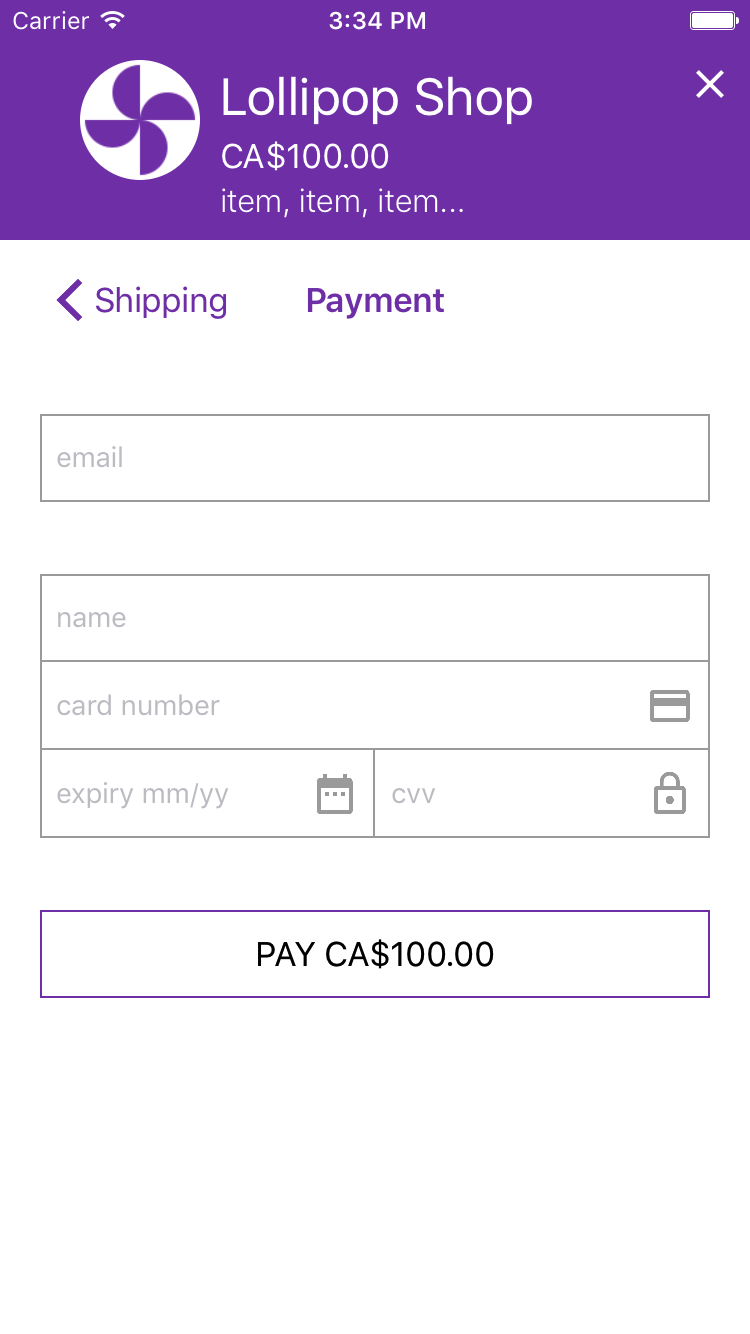 Carrier 3:34 PM
Lollipop Shop
CA$100.00
item, item, item...
Shipping Payment
email
name
card number
expiry mm/yy cvv
PAY CA$100.00